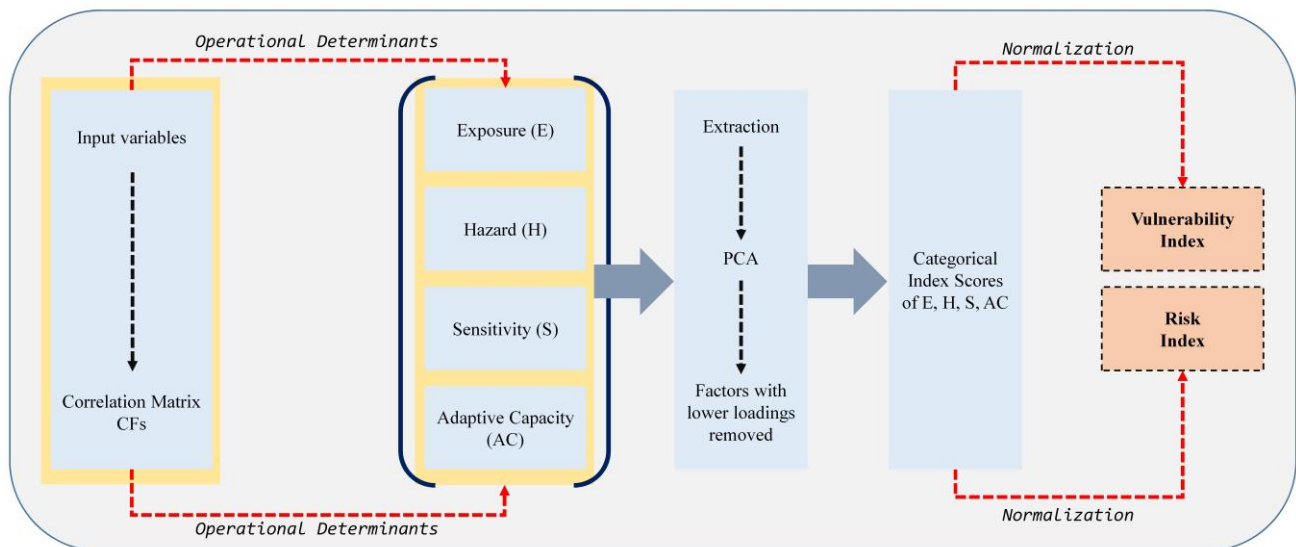 Operational Determinants
Normalization
Input variables
Correlation Matrix
CFs
Exposure (E)
Hazard (H)
Sensitivity (S)
Adaptive Capacity
(AC)
Extraction
PCA
Factors with
lower loadings
removed
Categorical
Index Scores
of E, H, S, AC
Vulnerability
Index
Risk
Index
Operational Determinants
Normalization